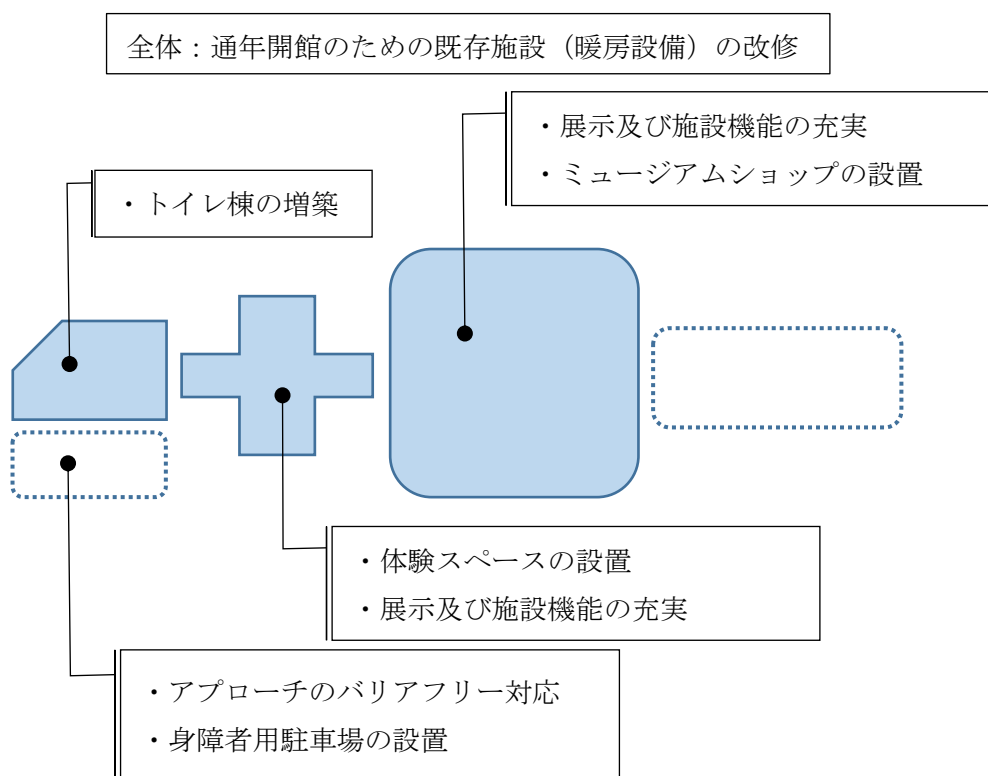 全体：通年開館のための既存施設（暖房設備）の改修
・展示及び施設機能の充実
・ミュージアムショップの設置
・トイレ棟の増築
・体験スペースの設置
・展示及び施設機能の充実
・アプローチのバリアフリー対応
・身障者用駐車場の設置